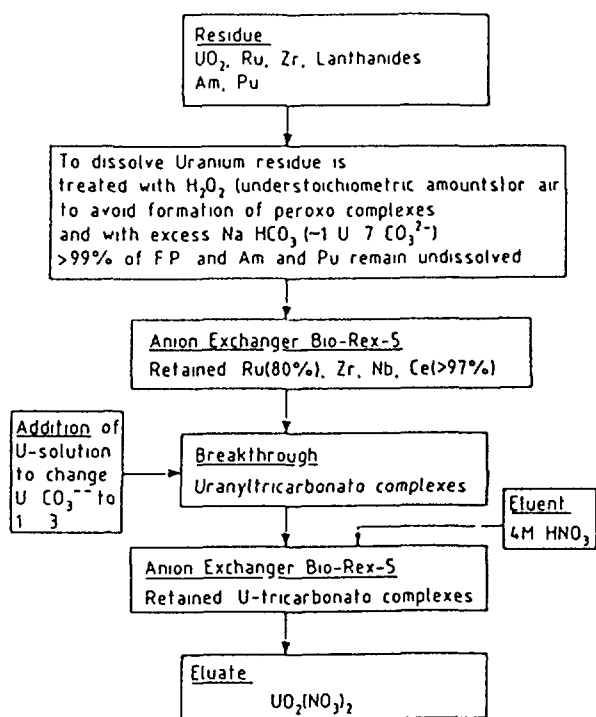 Residue
UO₂, Ru, Zr, Lanthanides
Am, Pu
To dissolve Uranium residue is
treated with H₂O₂ (understoichiometric amounts)or air
to avoid formation of peroxo complexes
and with excess Na HCO₃ (~1 U 7 CO₃²⁻)
>99% of F P and Am and Pu remain undissolved
Anion Exchanger Bio-Rex-5
Retained Ru(80%), Zr, Nb, Ce(>97%)
Addition of
U-solution
to change
U CO₃⁻⁻ to
1 3
Breakthrough
Uranyltricarbonato complexes
Eluent
4M HNO₃
Anion Exchanger Bio-Rex-5
Retained U-tricarbonato complexes
Eluate
UO₂(NO₃)₂